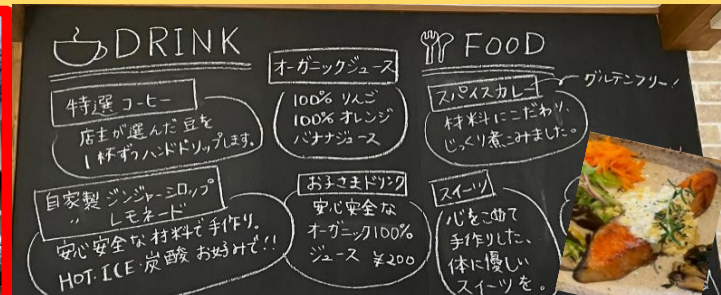 DRINK
特選コーヒー
店主が選んだ豆を
1杯ずつハンドドリップします。
自家製 ジンジャーシロップ
〃 レモネード
安心安全な材料で手作り。
HOT・ICE・炭酸 お好みで!!
オーガニックジュース
100% りんご
100% オレンジ
バナナジュース
お子さまドリンク
安心安全な
オーガニック100%
ジュース ¥200
FOOD
スパイスカレー
グルテンフリー!
材料にこだわり、
じっくり煮こみました。
スイーツ
心をこめて
手作りした、
体に優しい
スイーツを。